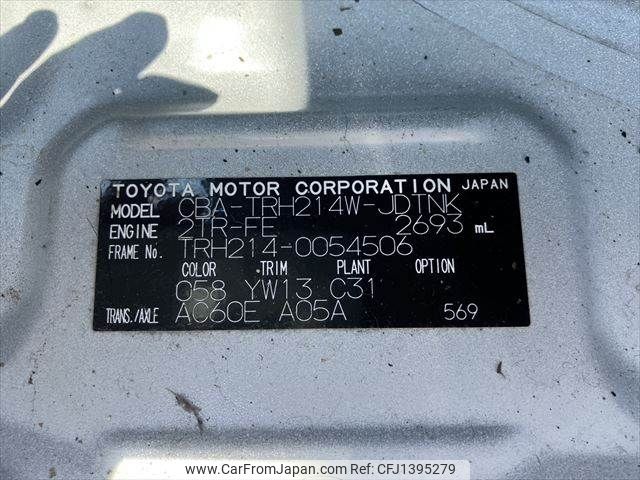 TOYOTA MOTOR CORPORATION JAPAN
MODEL CBA-TRH214W-JDTNK
ENGINE 2TR-FE 2693 mL
FRAME No. TRH214-0054506
COLOR TRIM PLANT OPTION
058 YW13 C31
TRANS./AXLE AC60E A05A 569
www.CarFromJapan.com CFJ1395279